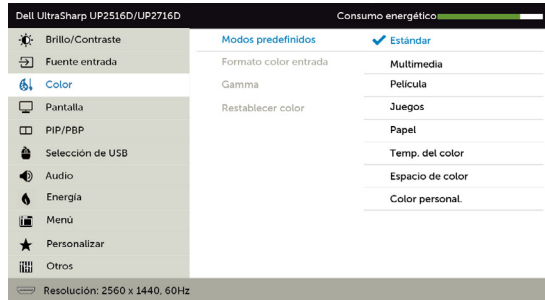 Dell UltraSharp UP2516D/UP2716D
Consumo energético
Brillo/Contraste
Fuente entrada
Color
Pantalla
PIP/PBP
Selección de USB
Audio
Energía
Menú
Personalizar
Otros
Modos predefinidos
Formato color entrada
Gamma
Restablecer color
Estándar
Multimedia
Película
Juegos
Papel
Temp. del color
Espacio de color
Color personal.
Resolución: 2560 x 1440, 60Hz